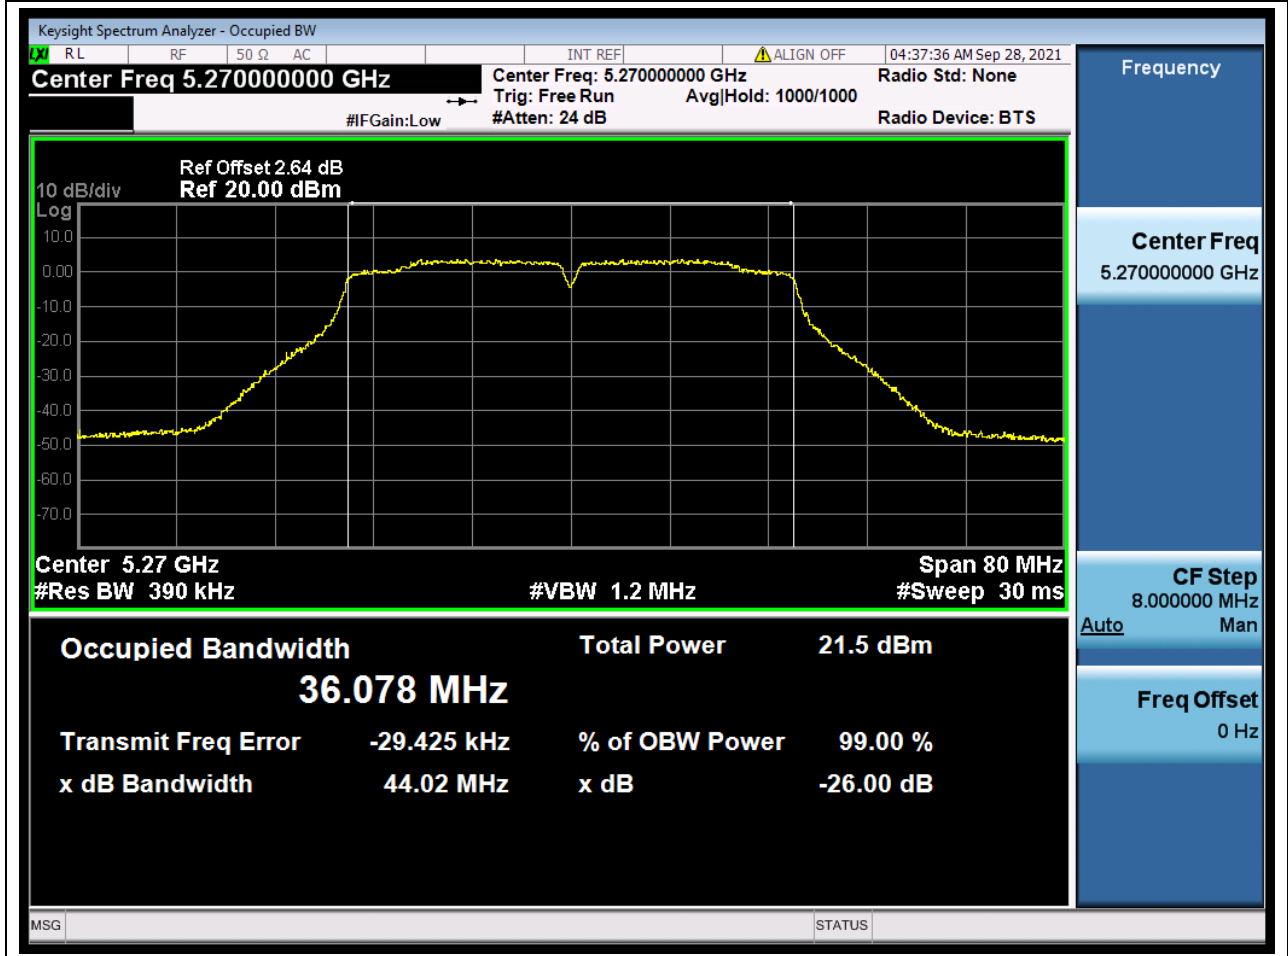 Keysight Spectrum Analyzer - Occupied BW
LXI RL RF 50 Ω AC INT REF ALIGN OFF 04:37:36 AM Sep 28, 2021
Center Freq 5.270000000 GHz
Center Freq: 5.270000000 GHz
Radio Std: None
Trig: Free Run Avg|Hold: 1000/1000
#IFGain:Low
#Atten: 24 dB
Radio Device: BTS
Ref Offset 2.64 dB
10 dB/div Ref 20.00 dBm
Log
10.0
0.00
-10.0
-20.0
-30.0
-40.0
-50.0
-60.0
-70.0
Center 5.27 GHz Span 80 MHz
#Res BW 390 kHz #VBW 1.2 MHz #Sweep 30 ms
Occupied Bandwidth Total Power 21.5 dBm
36.078 MHz
Transmit Freq Error -29.425 kHz % of OBW Power 99.00 %
x dB Bandwidth 44.02 MHz x dB -26.00 dB
MSG STATUS
Frequency
Center Freq
5.270000000 GHz
CF Step
8.000000 MHz
Auto Man
Freq Offset
0 Hz